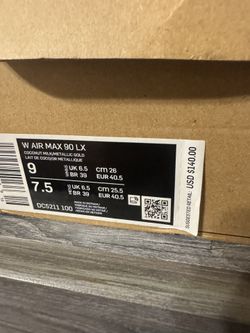 W AIR MAX 90 LX
COCONUT MILK/METALLIC GOLD
LAIT DE COCO/OR METALLIQUE
9 UK 6.5 CM 26
BR 39 EUR 40.5
7.5 UK 6.5 CM 25.5
BR 39 EUR 40.5
DC5211 100
SUGGESTED RETAIL USD $140.00